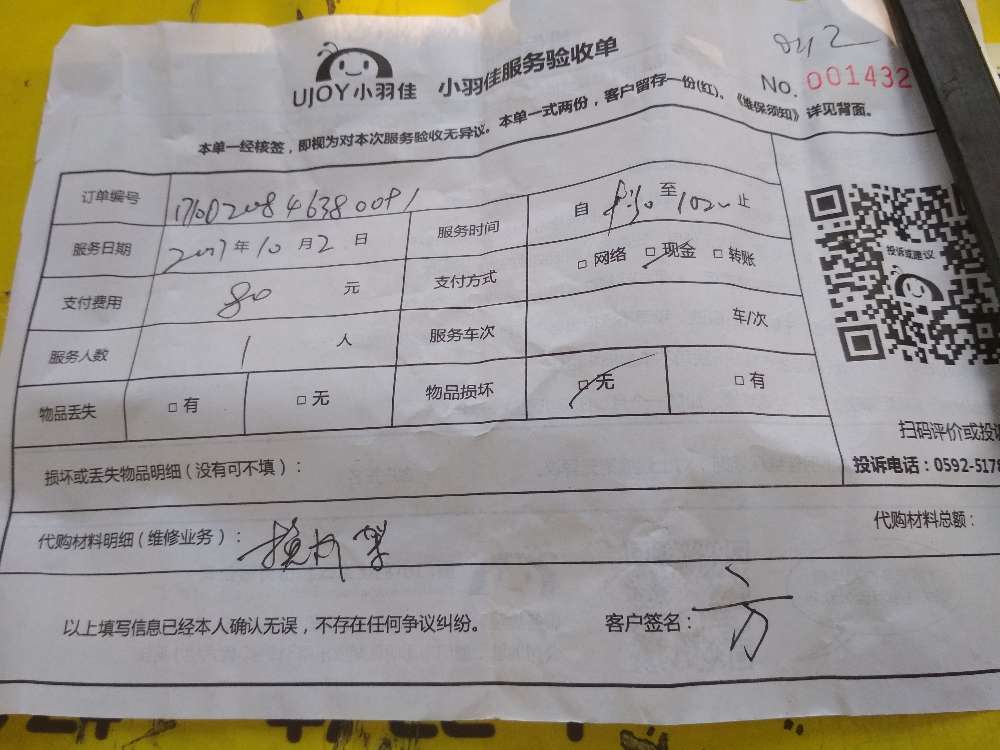 UJOY小羽佳 小羽佳服务验收单
No. 001432
本单一经核签，即视为对本次服务验收无异议。本单一式两份，客户留存一份(红)。《维保须知》详见背面。
订单编号
服务时间 自 至 止
服务日期 2017年10月2日
支付费用 80 元
支付方式 □网络 □现金 □转账
服务人数 1 人
服务车次 车/次
物品丢失 □有 □无
物品损坏 □无 □有
损坏或丢失物品明细（没有可不填）：
代购材料明细（维修业务）：
代购材料总额：
以上填写信息已经本人确认无误，不存在任何争议纠纷。
客户签名： 方
投诉或建议
扫码评价或投诉
投诉电话：0592-5178